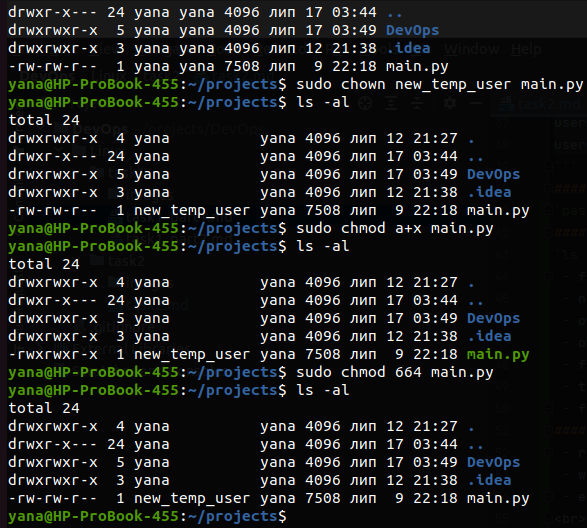 drwxr-x--- 24 yana yana 4096 лип 17 03:44 ..
drwxrwxr-x  5 yana yana 4096 лип 17 03:49 DevOps
drwxrwxr-x  3 yana yana 4096 лип 12 21:38 .idea
-rw-rw-r--  1 yana yana 7508 лип  9 22:18 main.py
yana@HP-ProBook-455:~/projects$ sudo chown new_temp_user main.py
yana@HP-ProBook-455:~/projects$ ls -al
total 24
drwxrwxr-x  4 yana          yana 4096 лип 12 21:27 .
drwxr-x--- 24 yana          yana 4096 лип 17 03:44 ..
drwxrwxr-x  5 yana          yana 4096 лип 17 03:49 DevOps
drwxrwxr-x  3 yana          yana 4096 лип 12 21:38 .idea
-rw-rw-r--  1 new_temp_user yana 7508 лип  9 22:18 main.py
yana@HP-ProBook-455:~/projects$ sudo chmod a+x main.py
yana@HP-ProBook-455:~/projects$ ls -al
total 24
drwxrwxr-x  4 yana          yana 4096 лип 12 21:27 .
drwxr-x--- 24 yana          yana 4096 лип 17 03:44 ..
drwxrwxr-x  5 yana          yana 4096 лип 17 03:49 DevOps
drwxrwxr-x  3 yana          yana 4096 лип 12 21:38 .idea
-rwxrwxr-x  1 new_temp_user yana 7508 лип  9 22:18 main.py
yana@HP-ProBook-455:~/projects$ sudo chmod 664 main.py
yana@HP-ProBook-455:~/projects$ ls -al
total 24
drwxrwxr-x  4 yana          yana 4096 лип 12 21:27 .
drwxr-x--- 24 yana          yana 4096 лип 17 03:44 ..
drwxrwxr-x  5 yana          yana 4096 лип 17 03:49 DevOps
drwxrwxr-x  3 yana          yana 4096 лип 12 21:38 .idea
-rw-rw-r--  1 new_temp_user yana 7508 лип  9 22:18 main.py
yana@HP-ProBook-455:~/projects$